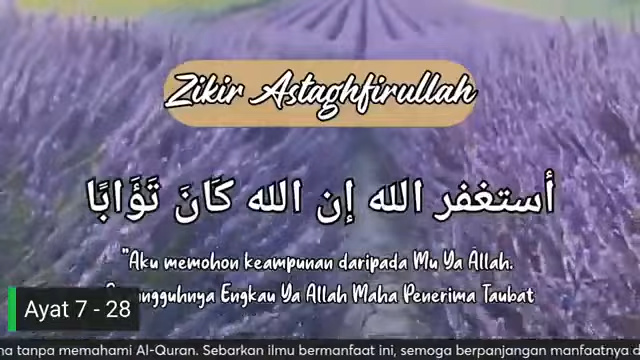 Zikir Astaghfirullah
أستغفر الله إن الله كَانَ تَؤَابًا
"Aku memohon keampunan daripada Mu Ya Allah.
Engkau Ya Allah Maha Penerima Taubat
Ayat 7 - 28
tanpa memahami Al-Quran. Sebarkan ilmu bermanfaat ini, semoga berpanjangan manfaatnya